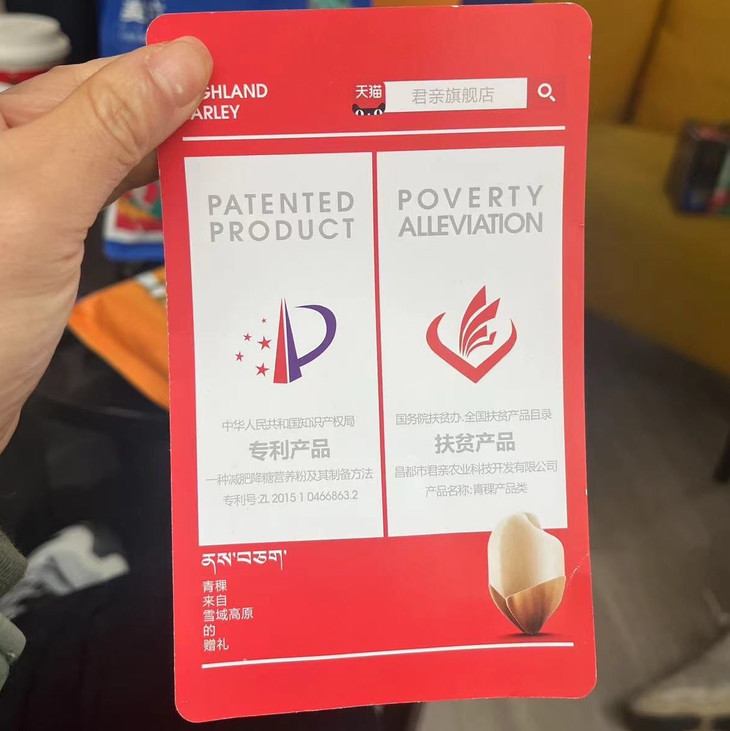 GHLAND
ARLEY
天猫 君亲旗舰店
PATENTED
PRODUCT
中华人民共和国知识产权局
专利产品
一种减肥降糖营养粉及其制备方法
专利号:ZL 2015 1 0466863.2
POVERTY
ALLEVIATION
国务院扶贫办.全国扶贫产品目录
扶贫产品
昌都市君亲农业科技开发有限公司
产品名称:青稞产品类
ནས་བཅག་
青稞
来自
雪域高原
的
赠礼